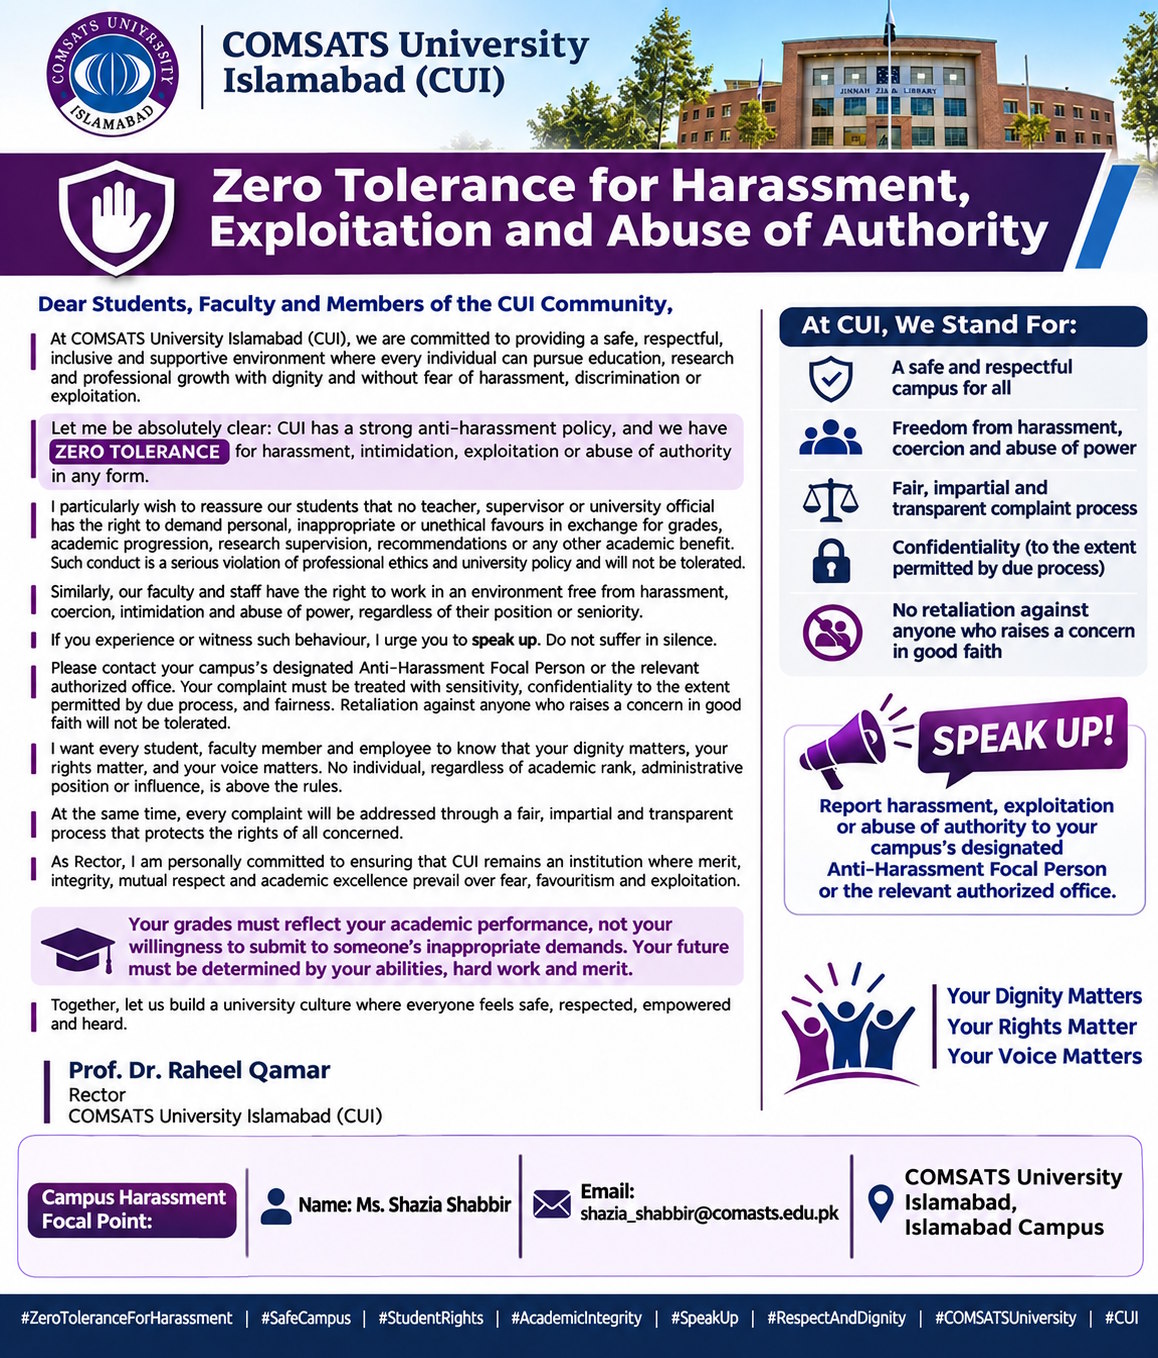 COMSATS UNIVERSITY
ISLAMABAD
COMSATS University
Islamabad (CUI)
JINNAH LIBRARY
Zero Tolerance for Harassment,
Exploitation and Abuse of Authority
Dear Students, Faculty and Members of the CUI Community,
At COMSATS University Islamabad (CUI), we are committed to providing a safe, respectful,
inclusive and supportive environment where every individual can pursue education, research
and professional growth with dignity and without fear of harassment, discrimination or
exploitation.
Let me be absolutely clear: CUI has a strong anti-harassment policy, and we have
ZERO TOLERANCE for harassment, intimidation, exploitation or abuse of authority
in any form.
I particularly wish to reassure our students that no teacher, supervisor or university official
has the right to demand personal, inappropriate or unethical favours in exchange for grades,
academic progression, research supervision, recommendations or any other academic benefit.
Such conduct is a serious violation of professional ethics and university policy and will not be tolerated.
Similarly, our faculty and staff have the right to work in an environment free from harassment,
coercion, intimidation and abuse of power, regardless of their position or seniority.
If you experience or witness such behaviour, I urge you to speak up. Do not suffer in silence.
Please contact your campus's designated Anti-Harassment Focal Person or the relevant
authorized office. Your complaint must be treated with sensitivity, confidentiality to the extent
permitted by due process, and fairness. Retaliation against anyone who raises a concern in good
faith will not be tolerated.
I want every student, faculty member and employee to know that your dignity matters, your
rights matter, and your voice matters. No individual, regardless of academic rank, administrative
position or influence, is above the rules.
At the same time, every complaint will be addressed through a fair, impartial and transparent
process that protects the rights of all concerned.
As Rector, I am personally committed to ensuring that CUI remains an institution where merit,
integrity, mutual respect and academic excellence prevail over fear, favouritism and exploitation.
Your grades must reflect your academic performance, not your
willingness to submit to someone's inappropriate demands. Your future
must be determined by your abilities, hard work and merit.
Together, let us build a university culture where everyone feels safe, respected, empowered
and heard.
Prof. Dr. Raheel Qamar
Rector
COMSATS University Islamabad (CUI)
At CUI, We Stand For:
A safe and respectful
campus for all
Freedom from harassment,
coercion and abuse of power
Fair, impartial and
transparent complaint process
Confidentiality (to the extent
permitted by due process)
No retaliation against
anyone who raises a concern
in good faith
SPEAK UP!
Report harassment, exploitation
or abuse of authority to your
campus's designated
Anti-Harassment Focal Person
or the relevant authorized office.
Your Dignity Matters
Your Rights Matter
Your Voice Matters
Campus Harassment
Focal Point:
Name: Ms. Shazia Shabbir
Email:
shazia_shabbir@comasts.edu.pk
COMSATS University
Islamabad,
Islamabad Campus
#ZeroToleranceForHarassment | #SafeCampus | #StudentRights | #AcademicIntegrity | #SpeakUp | #RespectAndDignity | #COMSATSUniversity | #CUI